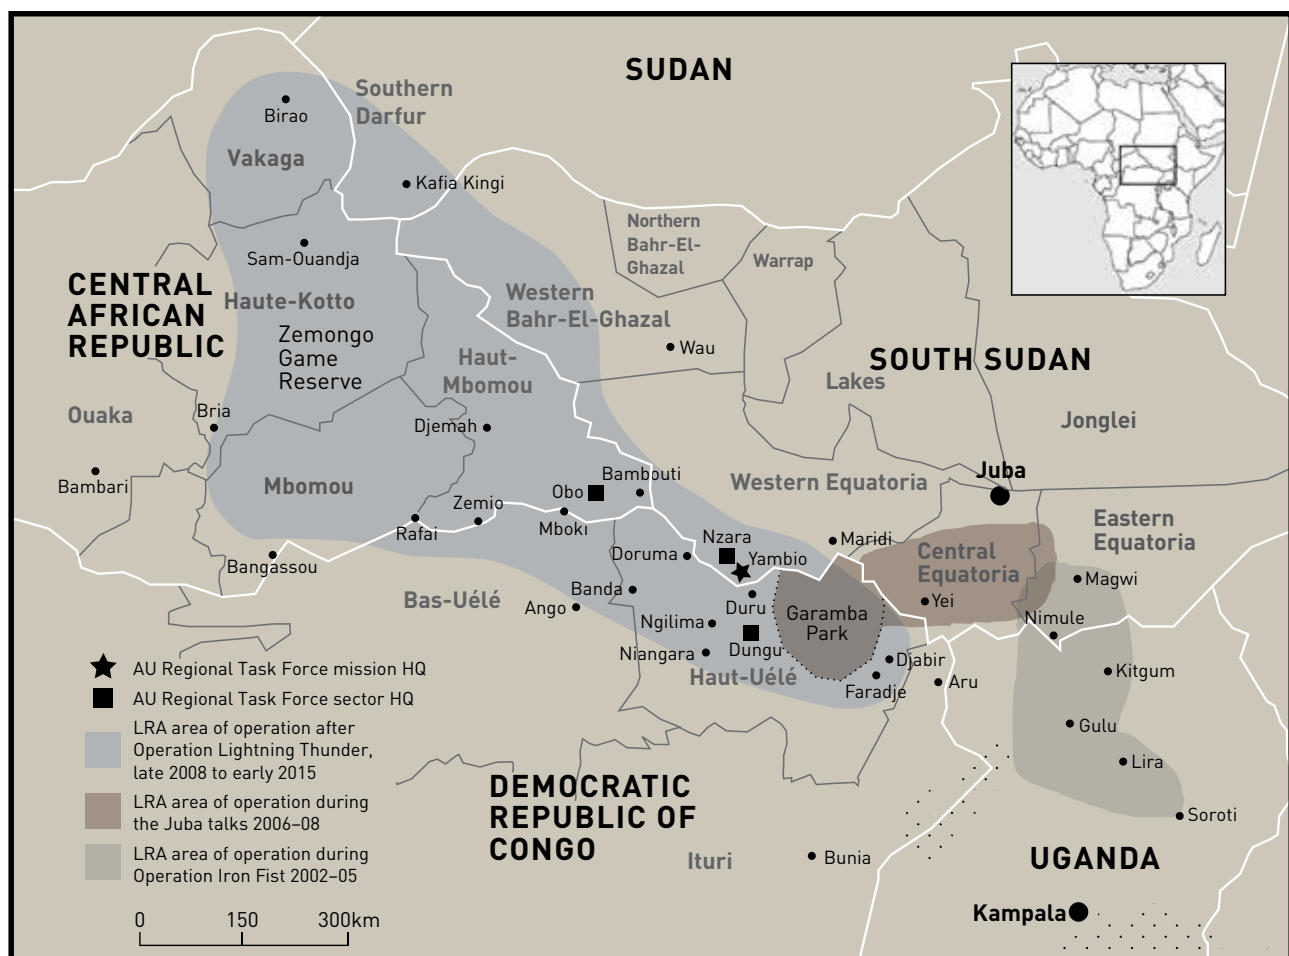 SUDAN
Southern
Darfur
Birao
Vakaga
Kafia Kingi
Northern
Bahr-El-
Ghazal
Warrap
Sam-Ouandja
CENTRAL
AFRICAN
REPUBLIC
Haute-Kotto
Zemongo
Game
Reserve
Western
Bahr-El-Ghazal
Haut-
Mbomou
Wau
SOUTH SUDAN
Lakes
Jonglei
Ouaka
Bria
Djemah
Bambari
Mbomou
Bambouti
Obo
Zemio
Mboki
Rafai
Western Equatoria
Juba
Eastern
Equatoria
Nzara
Maridi
Yambio
Doruma
Central
Equatoria
Bangassou
Magwi
Bas-Uélé
Banda
Ango
Duru
Garamba
Park
Yei
Nimule
Ngilima
Dungu
Niangara
Haut-Uélé
Djabir
Faradje
Aru
Kitgum
Gulu
Lira
Soroti
AU Regional Task Force mission HQ
AU Regional Task Force sector HQ
LRA area of operation after
Operation Lightning Thunder,
late 2008 to early 2015
LRA area of operation during
the Juba talks 2006–08
LRA area of operation during
Operation Iron Fist 2002–05
DEMOCRATIC
REPUBLIC OF
CONGO
Ituri
Bunia
UGANDA
Kampala
0 150 300km